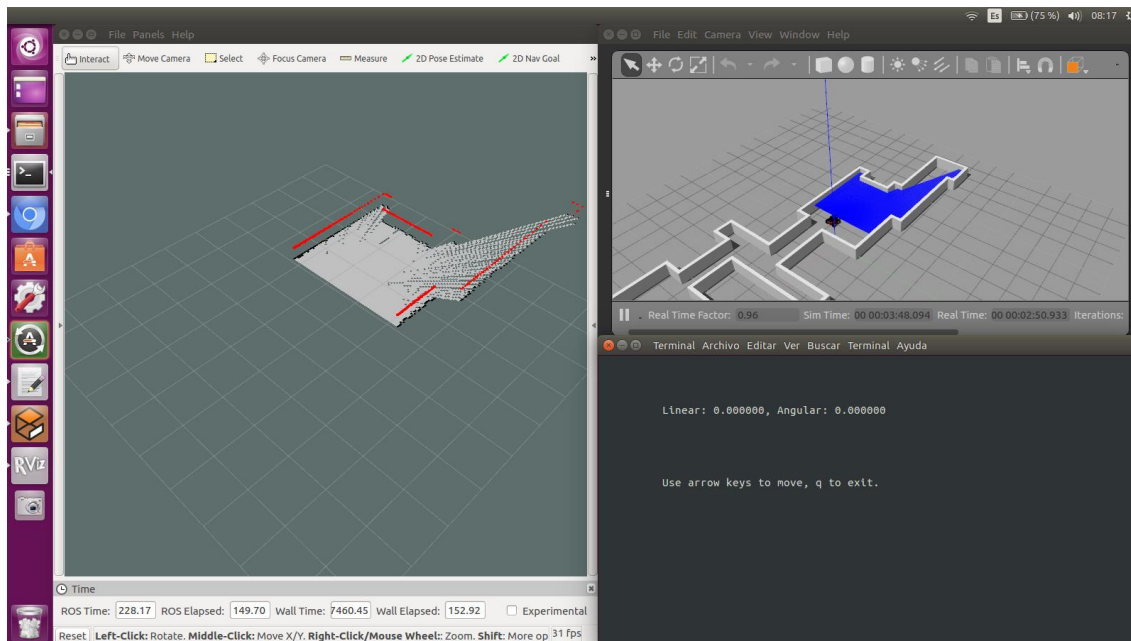 Es (75 %) 08:17
File Panels Help
Interact Move Camera Select Focus Camera Measure 2D Pose Estimate 2D Nav Goal »
Time
ROS Time: 228.17 ROS Elapsed: 149.70 Wall Time: 7460.45 Wall Elapsed: 152.92 Experimental
Reset Left-Click: Rotate. Middle-Click: Move X/Y. Right-Click/Mouse Wheel:: Zoom. Shift: More op 31 fps
RViz
File Edit Camera View Window Help
Real Time Factor: 0.96 Sim Time: 00 00:03:48.094 Real Time: 00 00:02:50.933 Iterations:
Terminal Archivo Editar Ver Buscar Terminal Ayuda
Linear: 0.000000, Angular: 0.000000
Use arrow keys to move, q to exit.